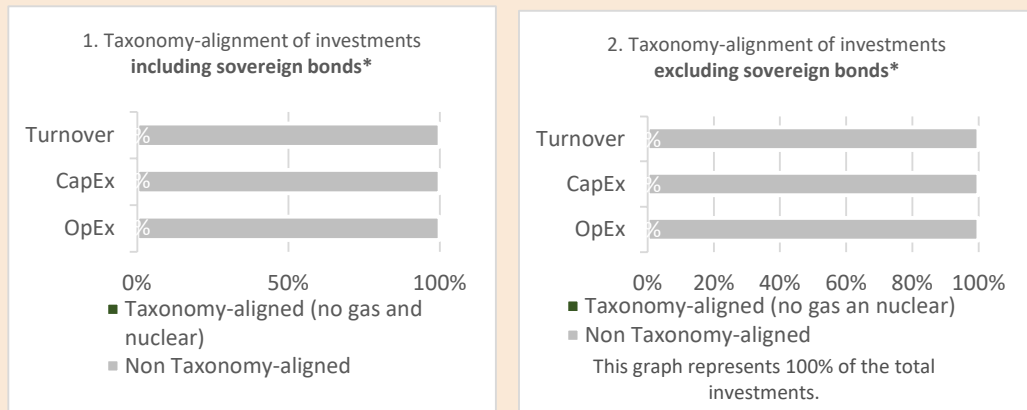 1. Taxonomy-alignment of investments
including sovereign bonds*
Turnover
%
CapEx
%
OpEx
%
0%
50%
100%
Taxonomy-aligned (no gas and
nuclear)
Non Taxonomy-aligned
2. Taxonomy-alignment of investments
excluding sovereign bonds*
Turnover
%
CapEx
%
OpEx
%
0%
20%
40%
60%
80%
100%
Taxonomy-aligned (no gas an nuclear)
Non Taxonomy-aligned
This graph represents 100% of the total
investments.